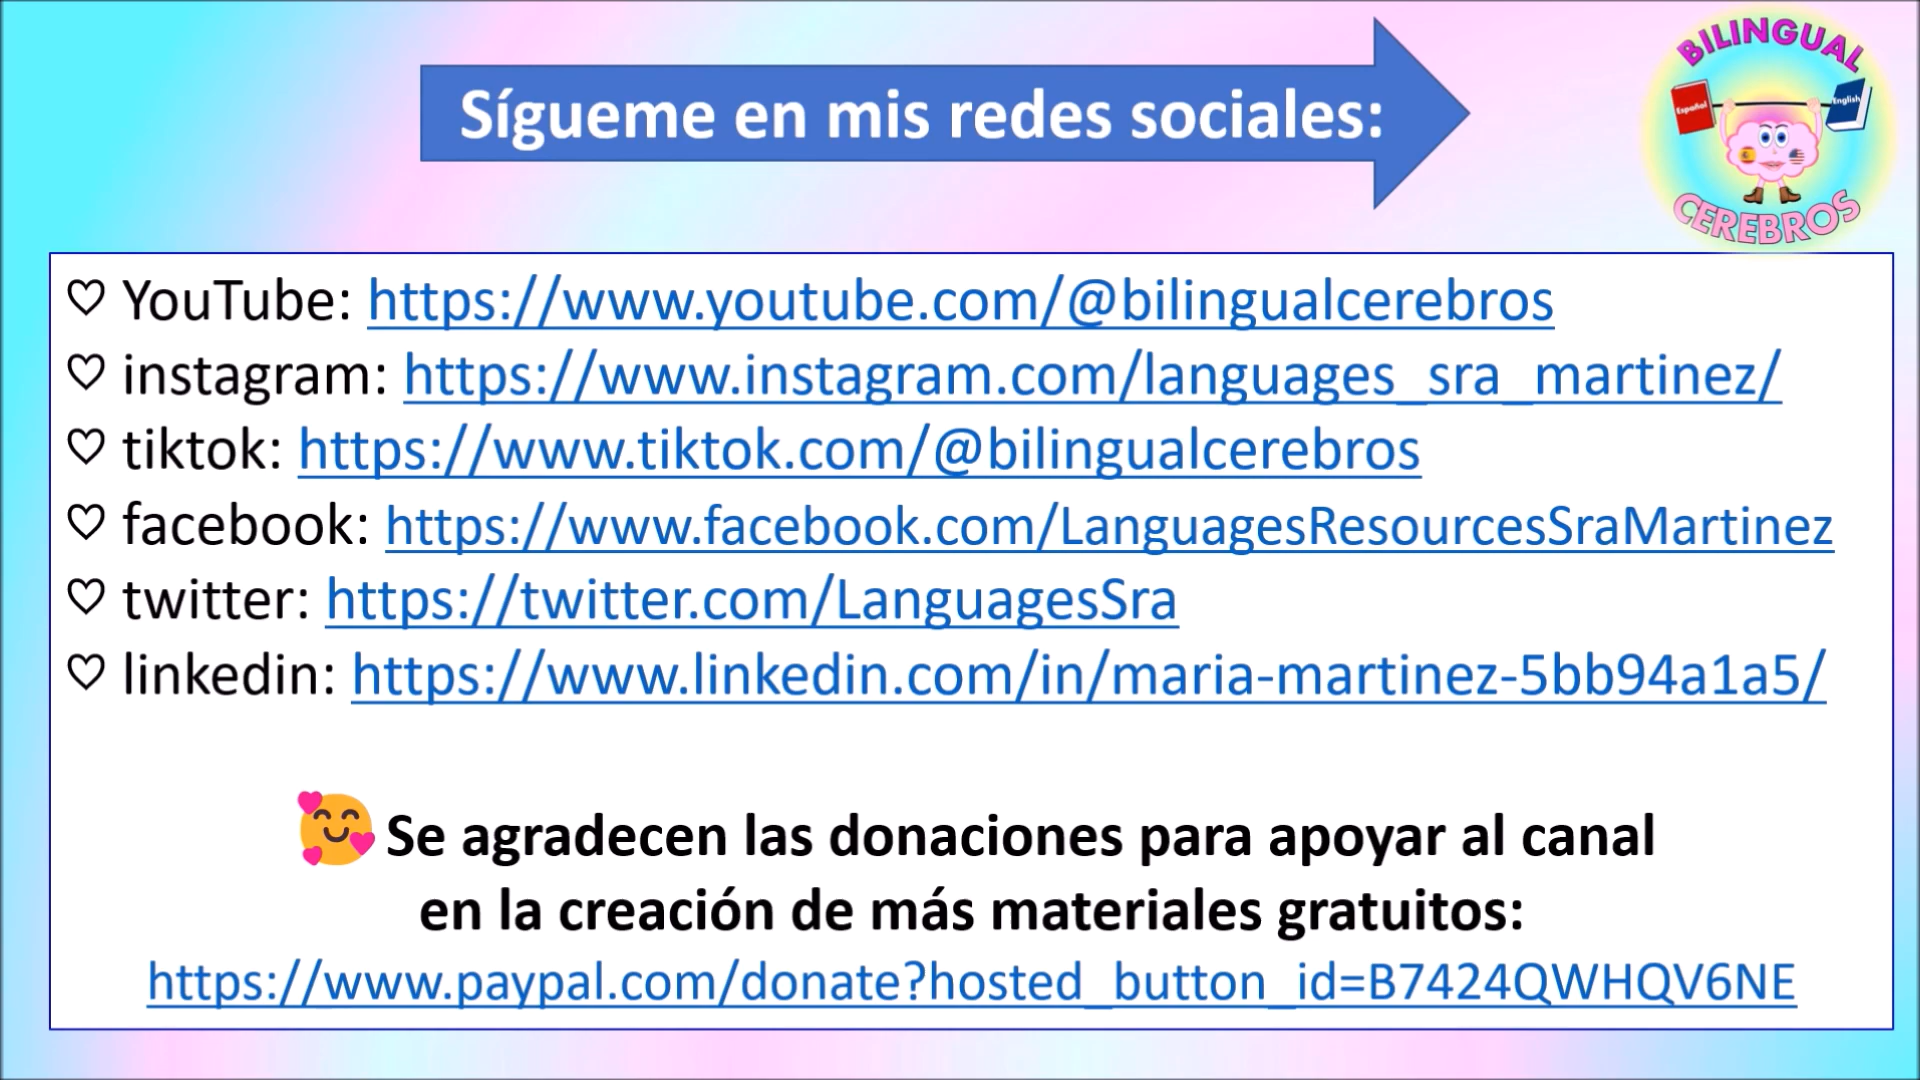 Sígueme en mis redes sociales:
BILINGUAL
Español
English
CEREBROS
♡ YouTube: https://www.youtube.com/@bilingualcerebros
♡ instagram: https://www.instagram.com/languages_sra_martinez/
♡ tiktok: https://www.tiktok.com/@bilingualcerebros
♡ facebook: https://www.facebook.com/LanguagesResourcesSraMartinez
♡ twitter: https://twitter.com/LanguagesSra
♡ linkedin: https://www.linkedin.com/in/maria-martinez-5bb94a1a5/
🥰 Se agradecen las donaciones para apoyar al canal
en la creación de más materiales gratuitos:
https://www.paypal.com/donate?hosted_button_id=B7424QWHQV6NE